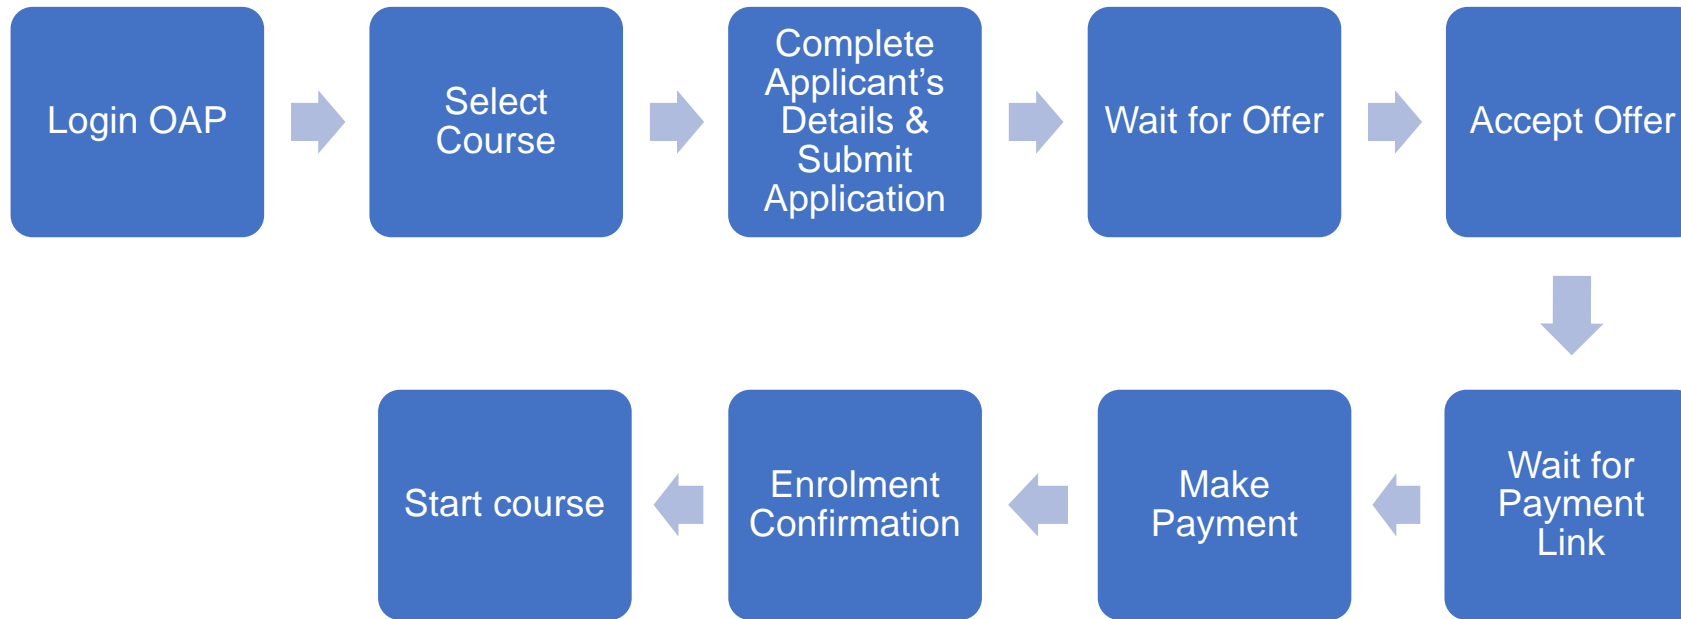 Login OAP
Select
Course
Complete
Applicant’s
Details &
Submit
Application
Wait for Offer
Accept Offer
Wait for
Payment
Link
Make
Payment
Enrolment
Confirmation
Start course